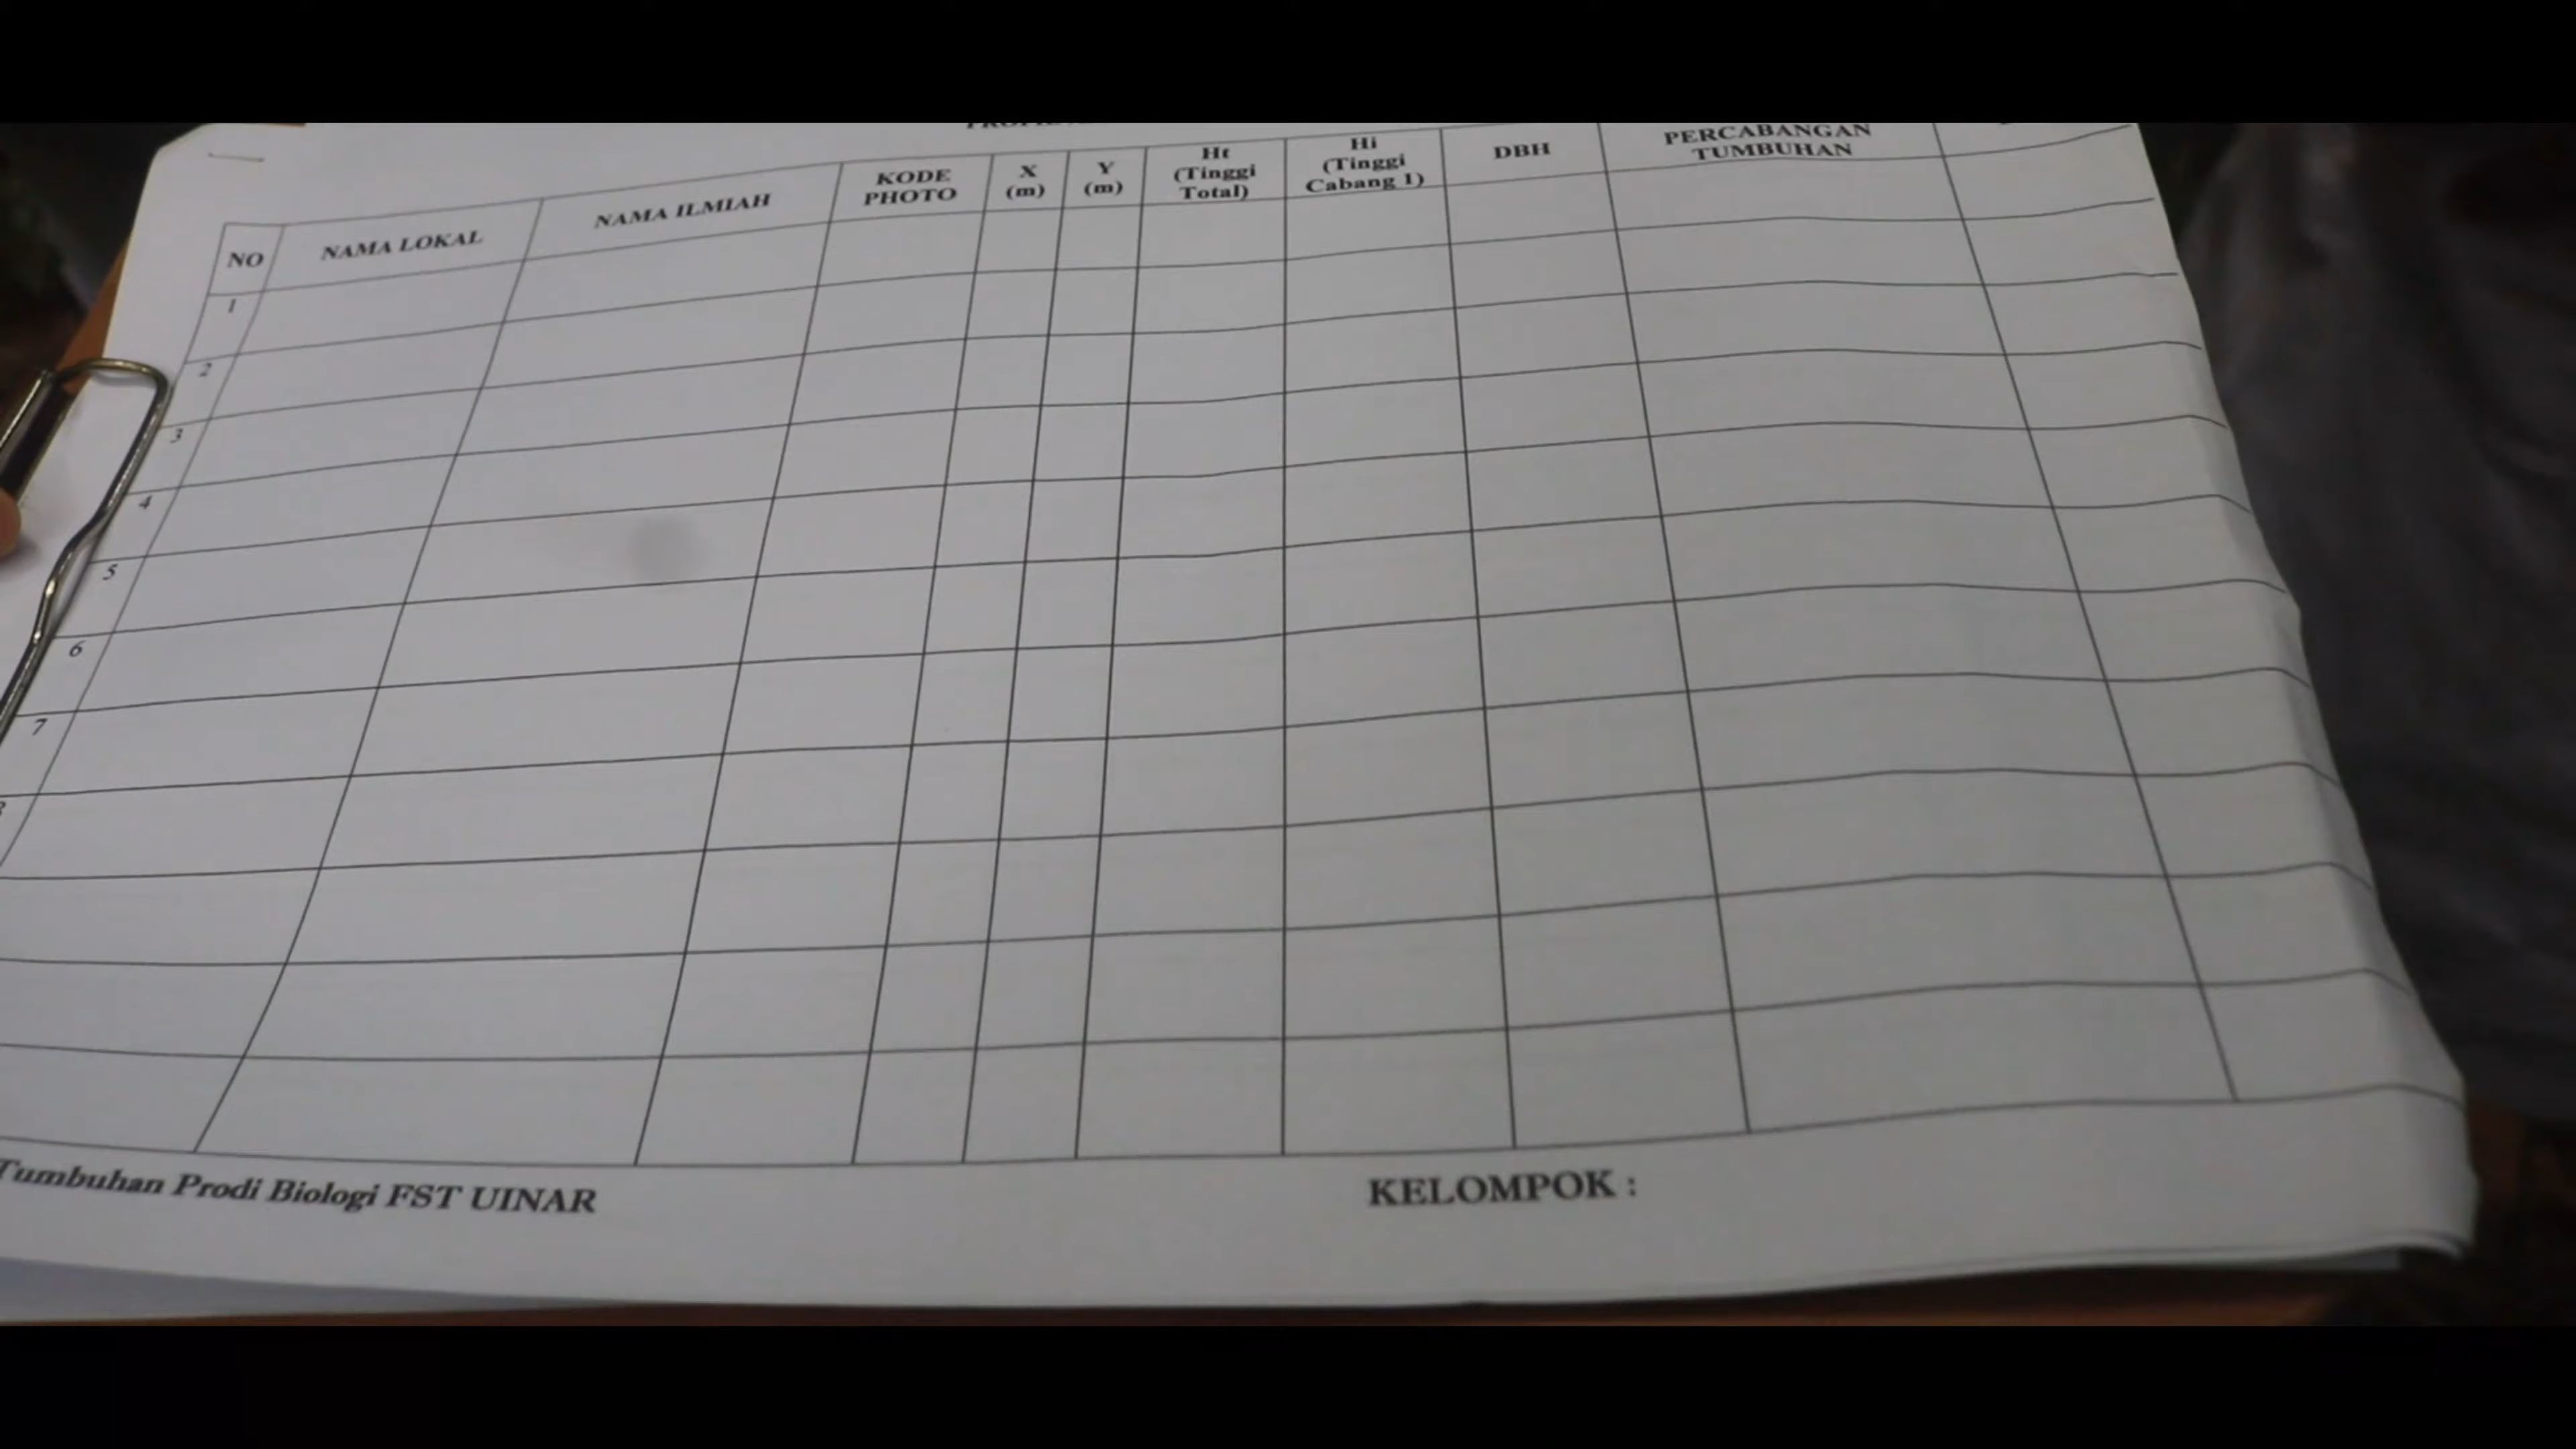 NO
NAMA LOKAL
NAMA ILMIAH
KODE
PHOTO
X
(m)
Y
(m)
Ht
(Tinggi
Total)
Hi
(Tinggi
Cabang 1)
DBH
PERCABANGAN
TUMBUHAN
1
2
3
4
5
6
7
Tumbuhan Prodi Biologi FST UINAR
KELOMPOK :